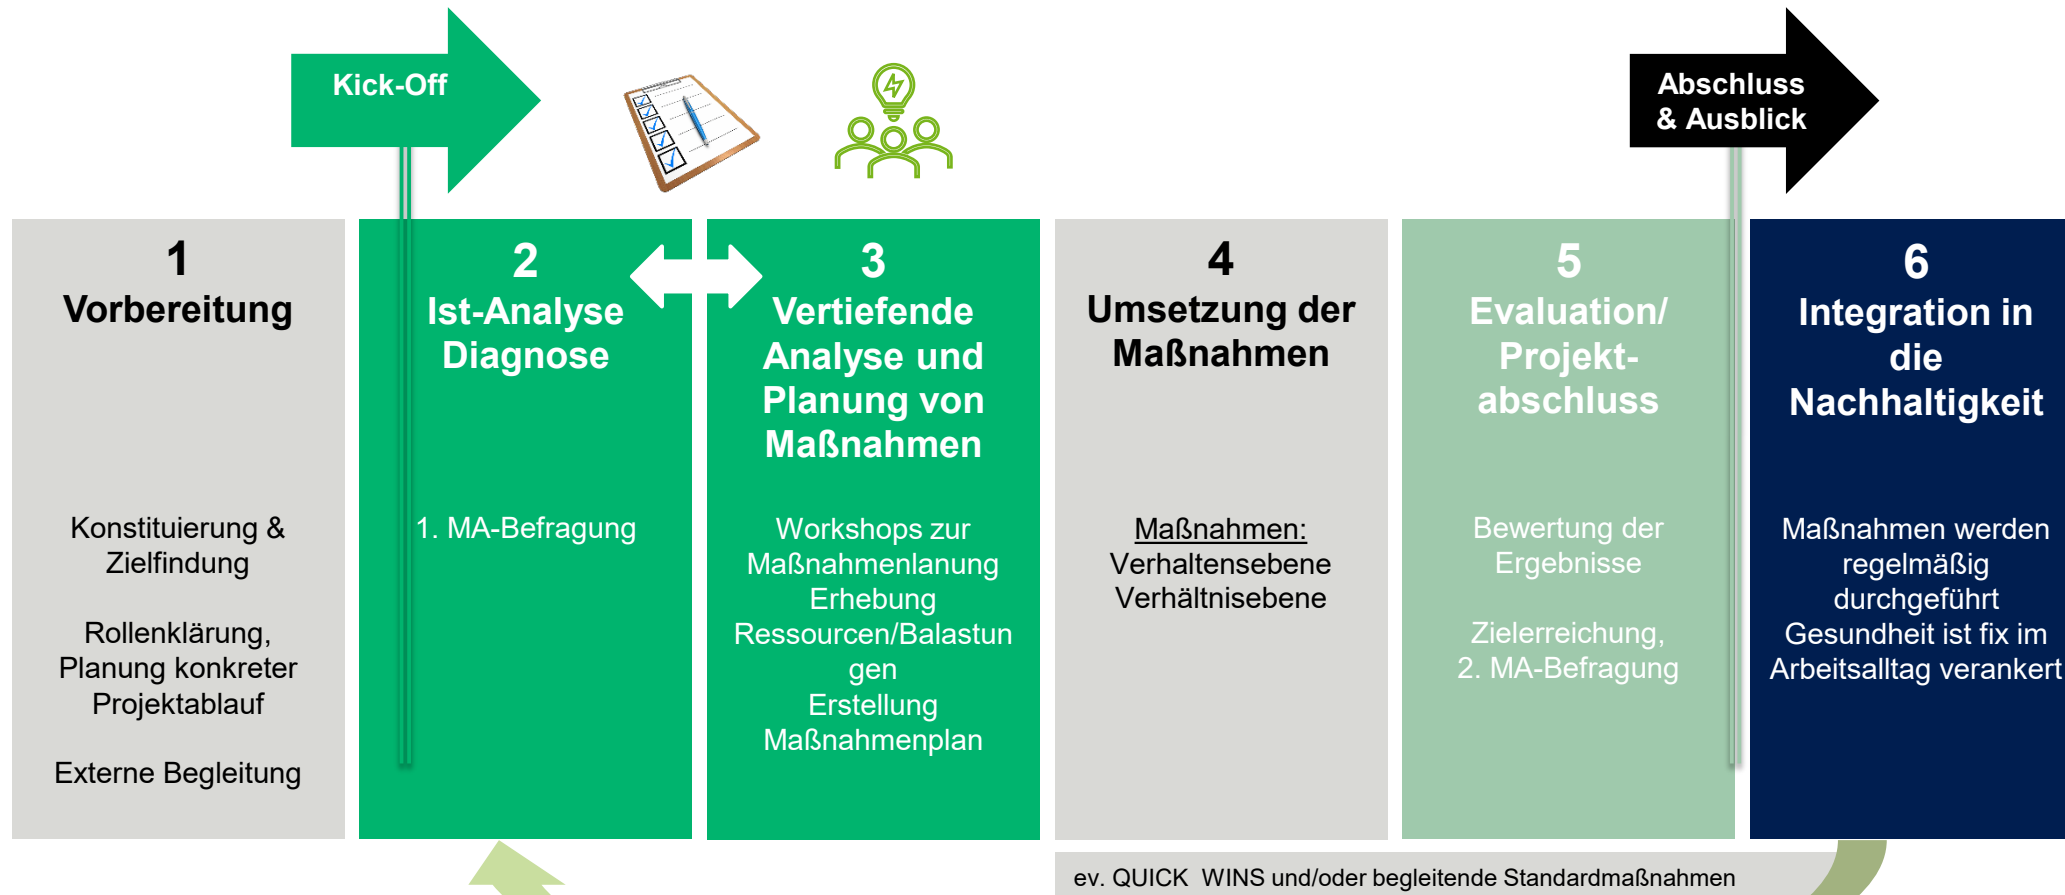 Kick-Off
Abschluss
& Ausblick
1
Vorbereitung
Konstituierung &
Zielfindung
Rollenklärung,
Planung konkreter
Projektablauf
Externe Begleitung
2
Ist-Analyse
Diagnose
1. MA-Befragung
3
Vertiefende
Analyse und
Planung von
Maßnahmen
Workshops zur
Maßnahmenlanung
Erhebung
Ressourcen/Balastun
gen
Erstellung
Maßnahmenplan
4
Umsetzung der
Maßnahmen
Maßnahmen:
Verhaltensebene
Verhältnisebene
5
Evaluation/
Projekt-
abschluss
Bewertung der
Ergebnisse
Zielerreichung,
2. MA-Befragung
6
Integration in
die
Nachhaltigkeit
Maßnahmen werden
regelmäßig
durchgeführt
Gesundheit ist fix im
Arbeitsalltag verankert
ev. QUICK WINS und/oder begleitende Standardmaßnahmen